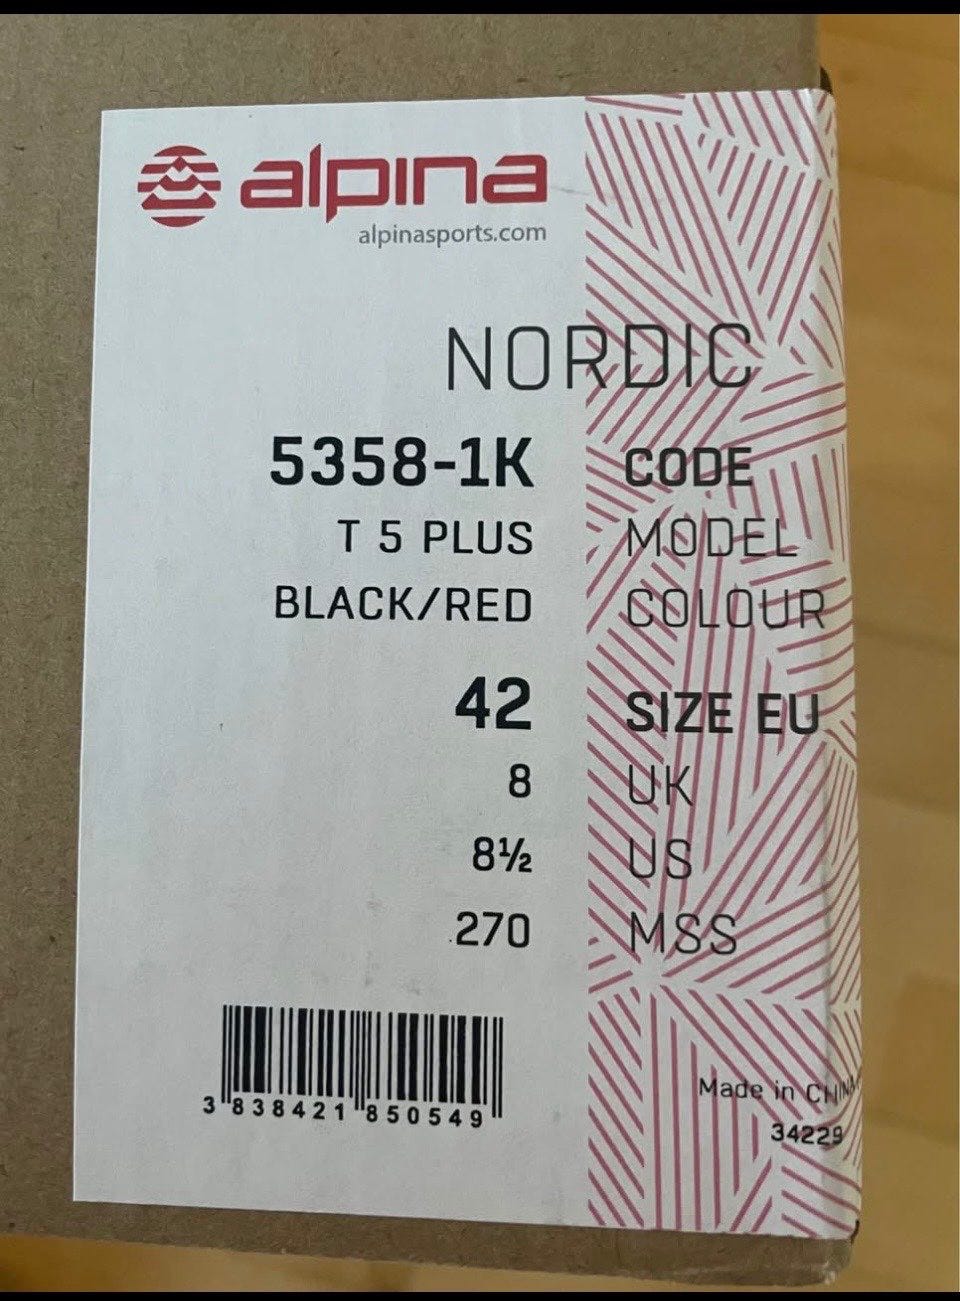 alpina
alpinasports.com
NORDIC
5358-1K CODE
T 5 PLUS MODEL
BLACK/RED COLOUR
42 SIZE EU
8 UK
8½ US
270 MSS
3 838421 850549
Made in CHINA
34229